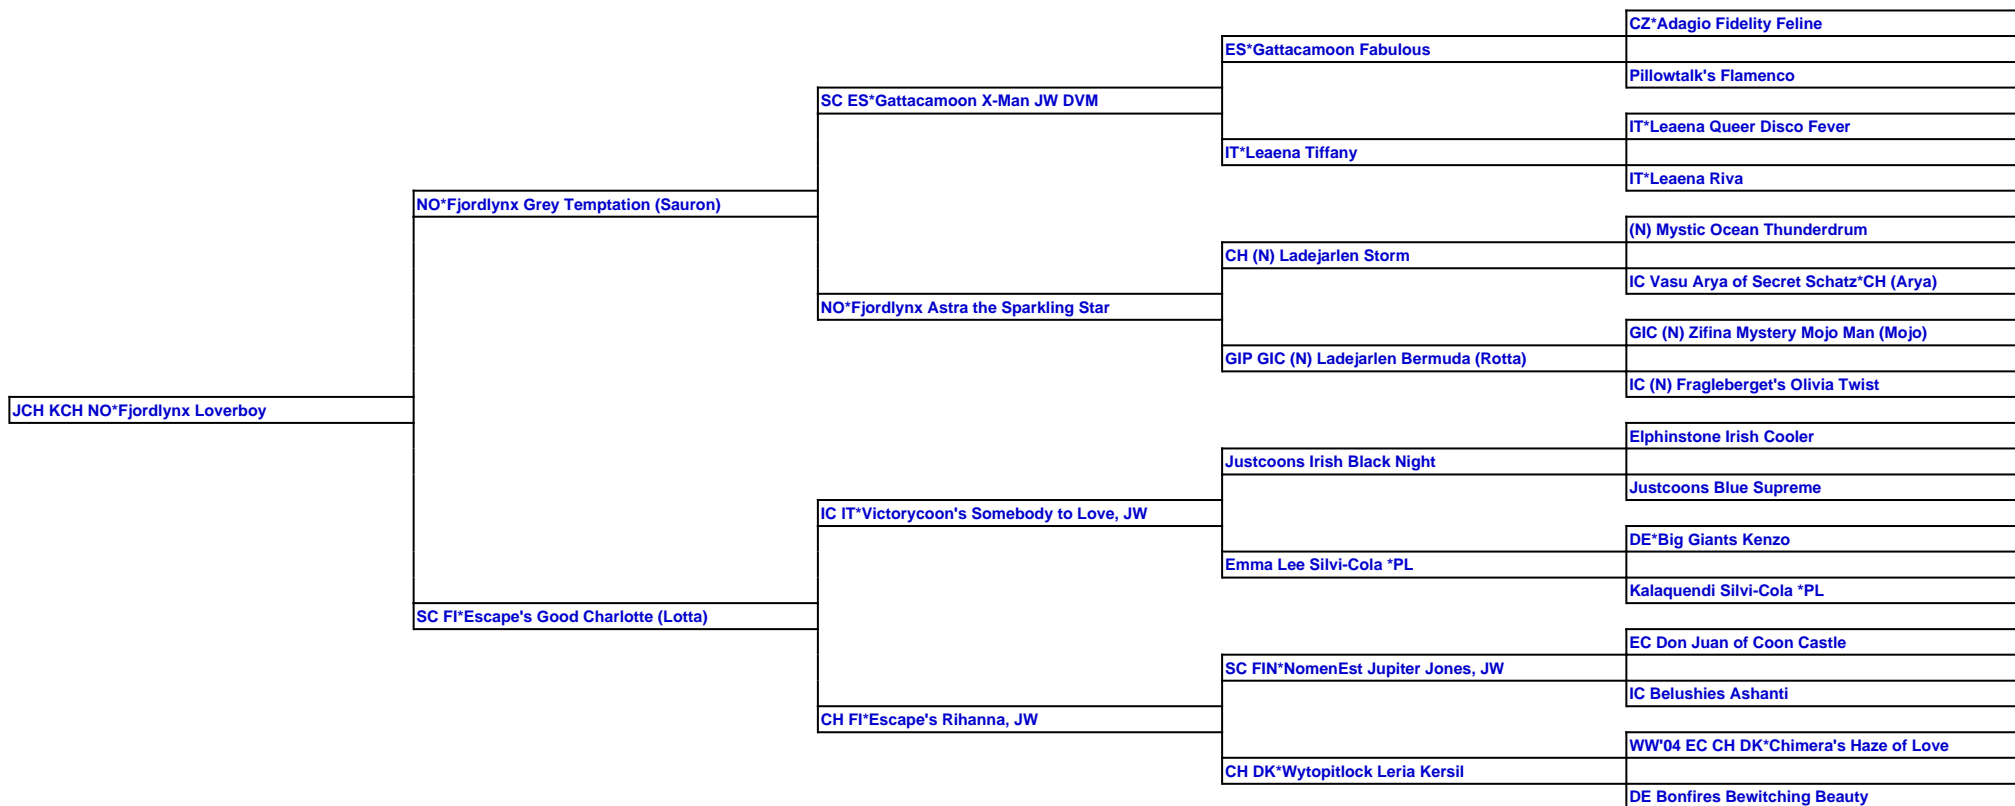 CZ*Adagio Fidelity Feline
ES*Gattacamoon Fabulous
Pillowtalk's Flamenco
SC ES*Gattacamoon X-Man JW DVM
IT*Leaena Queer Disco Fever
IT*Leaena Tiffany
IT*Leaena Riva
NO*Fjordlynx Grey Temptation (Sauron)
(N) Mystic Ocean Thunderdrum
CH (N) Ladejarlen Storm
IC Vasu Arya of Secret Schatz*CH (Arya)
NO*Fjordlynx Astra the Sparkling Star
GIC (N) Zifina Mystery Mojo Man (Mojo)
GIP GIC (N) Ladejarlen Bermuda (Rotta)
IC (N) Fragleberget's Olivia Twist
JCH KCH NO*Fjordlynx Loverboy
Elphinstone Irish Cooler
Justcoons Irish Black Night
Justcoons Blue Supreme
IC IT*Victorycoon's Somebody to Love, JW
DE*Big Giants Kenzo
Emma Lee Silvi-Cola *PL
Kalaquendi Silvi-Cola *PL
SC FI*Escape's Good Charlotte (Lotta)
EC Don Juan of Coon Castle
SC FIN*NomenEst Jupiter Jones, JW
IC Belushies Ashanti
CH FI*Escape's Rihanna, JW
WW'04 EC CH DK*Chimera's Haze of Love
CH DK*Wytopitlock Leria Kersil
DE Bonfires Bewitching Beauty